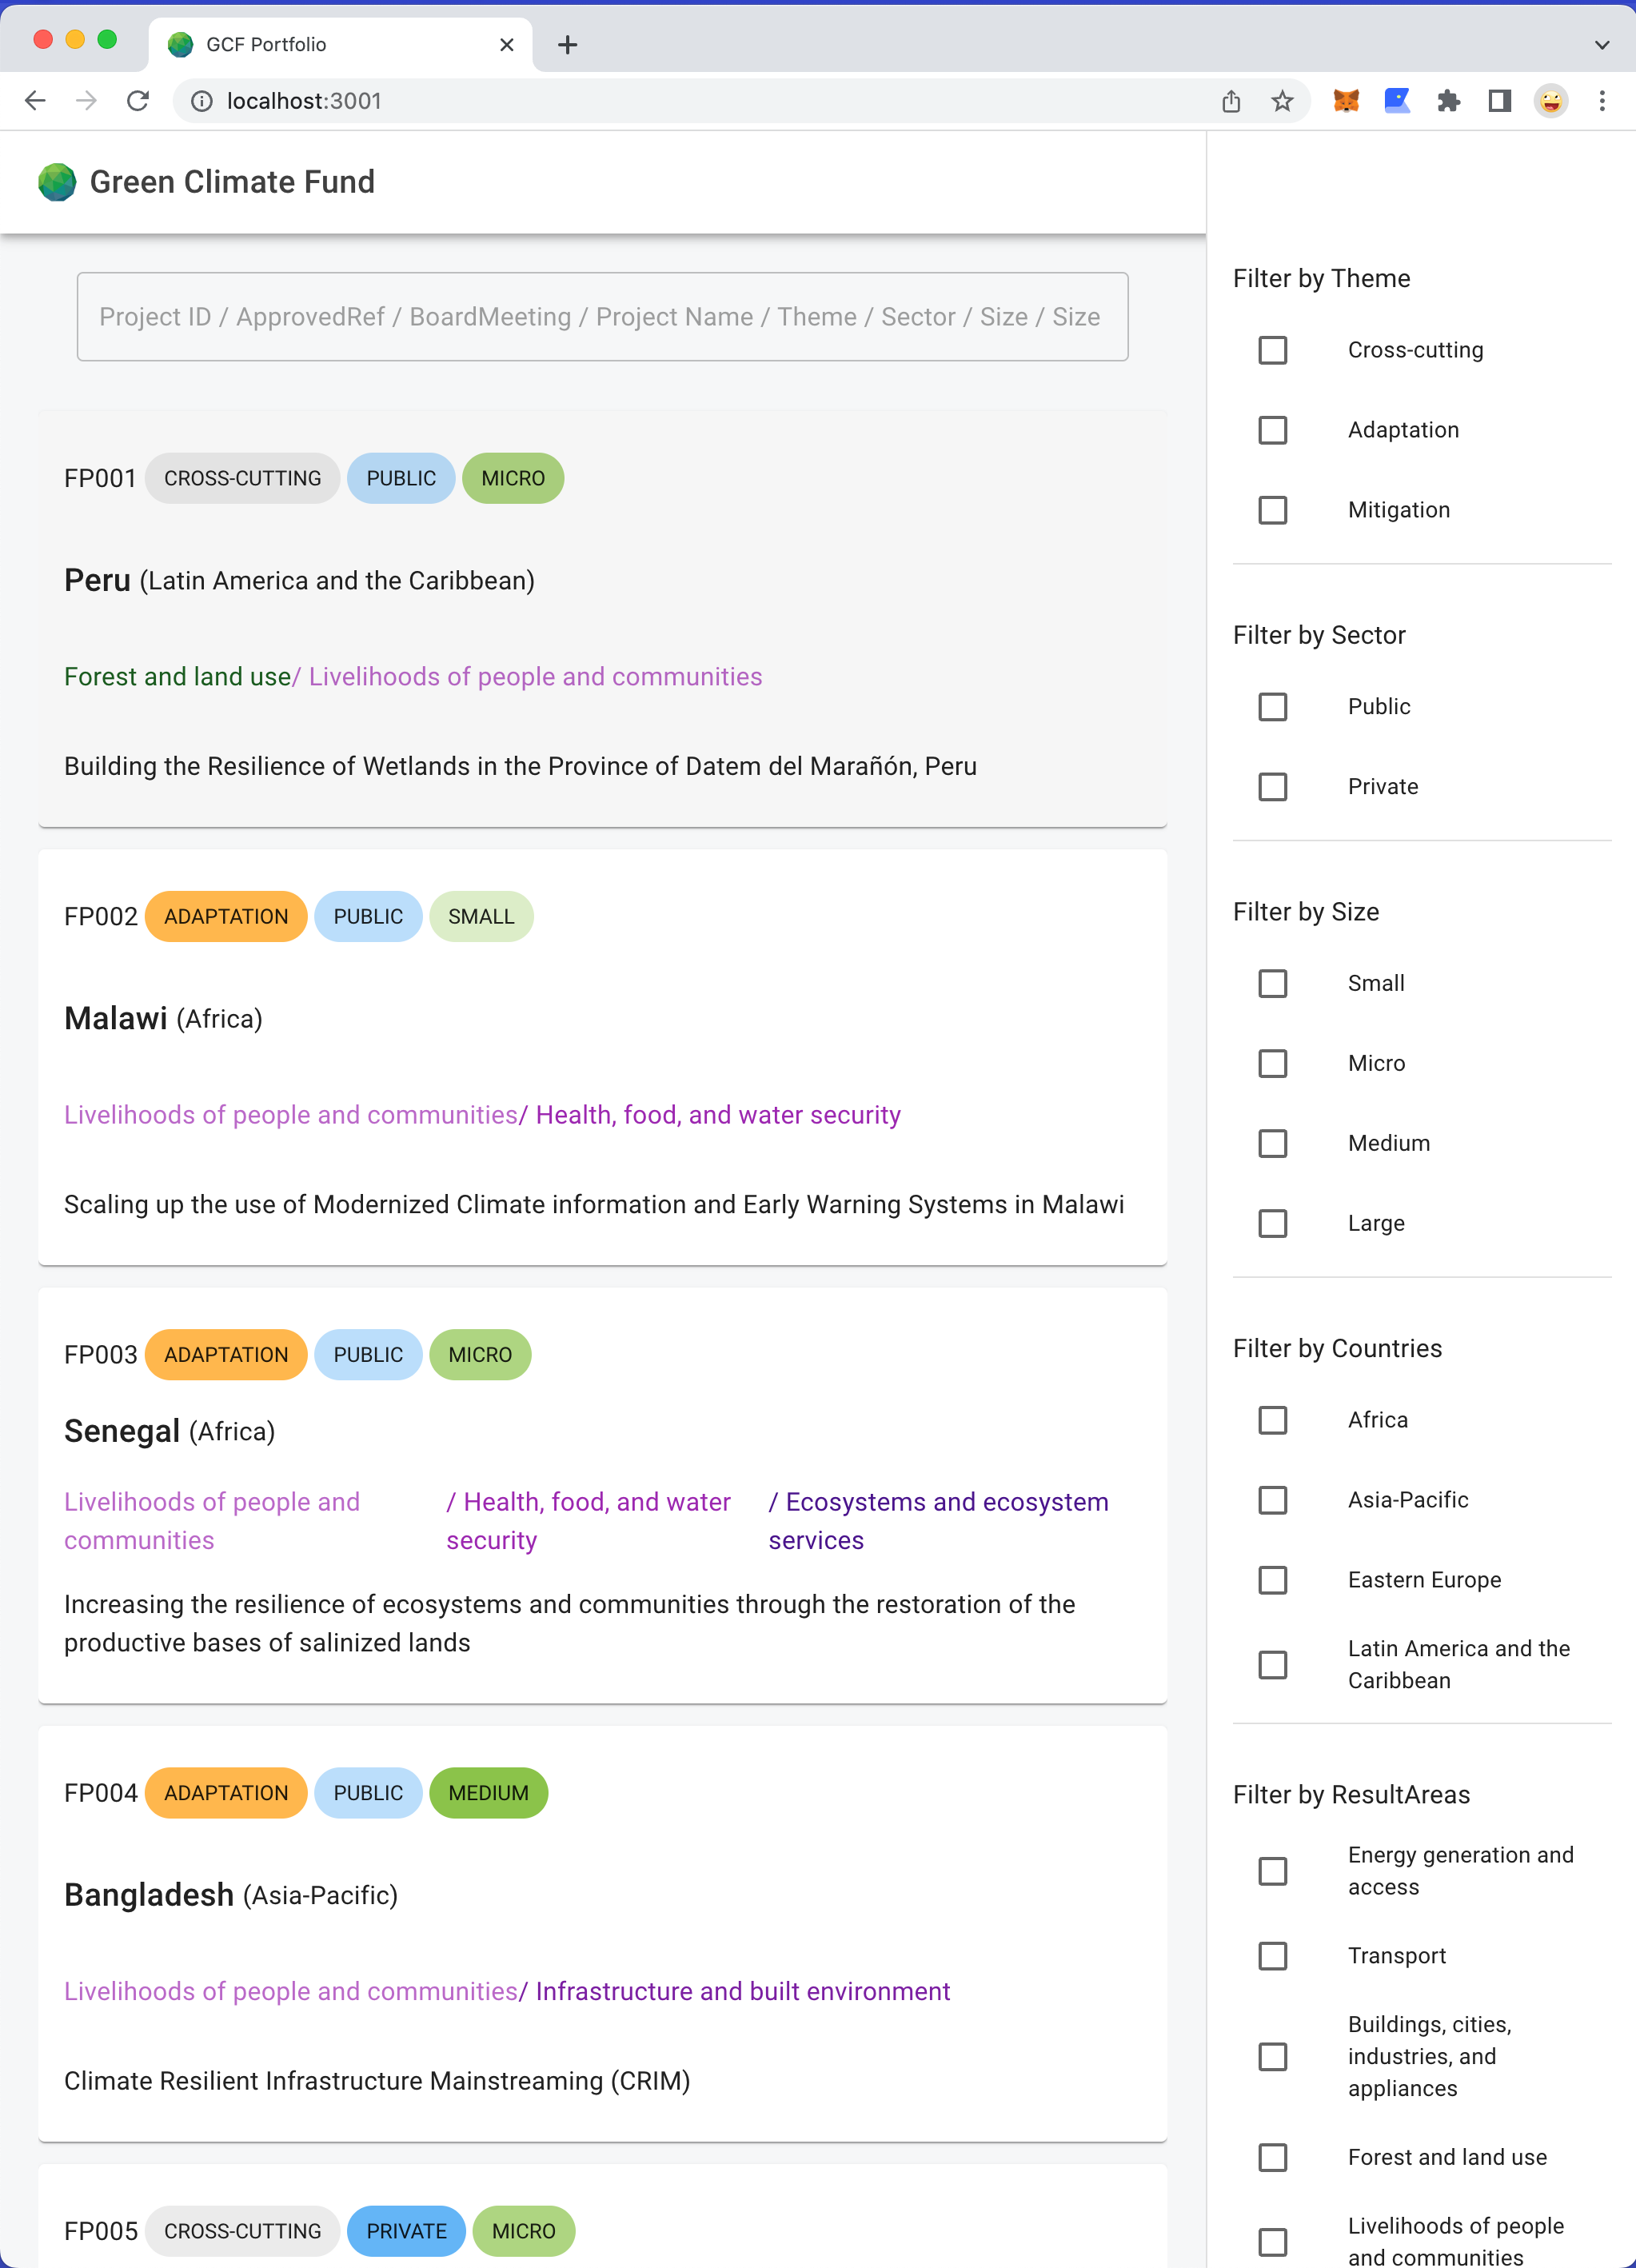 GCF Portfolio
localhost:3001
Green Climate Fund
Project ID / ApprovedRef / BoardMeeting / Project Name / Theme / Sector / Size / Size
FP001 CROSS-CUTTING PUBLIC MICRO
Peru (Latin America and the Caribbean)
Forest and land use/ Livelihoods of people and communities
Building the Resilience of Wetlands in the Province of Datem del Marañón, Peru
FP002 ADAPTATION PUBLIC SMALL
Malawi (Africa)
Livelihoods of people and communities/ Health, food, and water security
Scaling up the use of Modernized Climate information and Early Warning Systems in Malawi
FP003 ADAPTATION PUBLIC MICRO
Senegal (Africa)
Livelihoods of people and
communities
/ Health, food, and water
security
/ Ecosystems and ecosystem
services
Increasing the resilience of ecosystems and communities through the restoration of the
productive bases of salinized lands
FP004 ADAPTATION PUBLIC MEDIUM
Bangladesh (Asia-Pacific)
Livelihoods of people and communities/ Infrastructure and built environment
Climate Resilient Infrastructure Mainstreaming (CRIM)
FP005 CROSS-CUTTING PRIVATE MICRO
Filter by Theme
Cross-cutting
Adaptation
Mitigation
Filter by Sector
Public
Private
Filter by Size
Small
Micro
Medium
Large
Filter by Countries
Africa
Asia-Pacific
Eastern Europe
Latin America and the
Caribbean
Filter by ResultAreas
Energy generation and
access
Transport
Buildings, cities,
industries, and
appliances
Forest and land use
Livelihoods of people
and communities